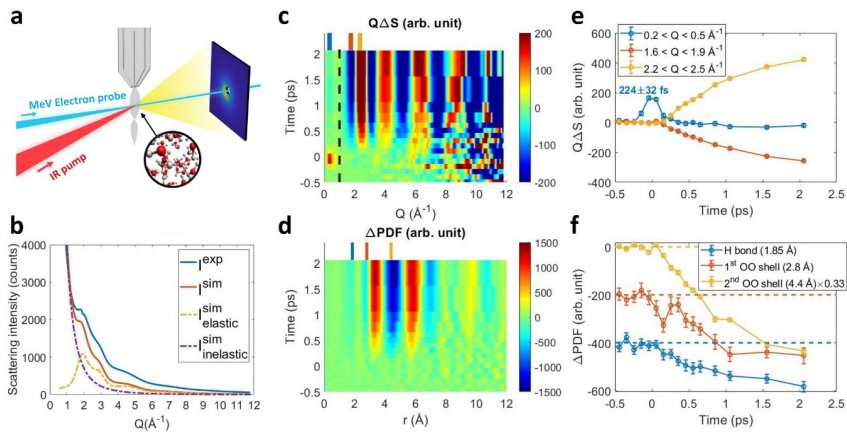 a
MeV Electron probe
IR pump
b
Scattering intensity (counts)
4000
3000
2000
1000
0
I exp
I sim
I sim elastic
I sim inelastic
0 1 2 3 4 5 6 7 8 9 10 11 12
Q(Å-1)
c
QΔS (arb. unit)
Time (ps)
2
1.5
1
0.5
0
-0.5
0 2 4 6 8 10
Q (Å-1)
200
100
0
-100
-200
d
ΔPDF (arb. unit)
Time (ps)
2
1.5
1
0.5
0
-0.5
0 2 4 6 8 10 12
r (Å)
1500
1000
500
0
-500
-1000
-1500
e
QΔS (arb. unit)
600
400
200
0
-200
-400
0.2 < Q < 0.5 Å-1
1.6 < Q < 1.9 Å-1
2.2 < Q < 2.5 Å-1
224±32 fs
-0.5 0 0.5 1 1.5 2 2.5
Time (ps)
f
ΔPDF (arb. unit)
0
-200
-400
-600
H bond (1.85 Å)
1st OO shell (2.8 Å)
2nd OO shell (4.4 Å)×0.33
-0.5 0 0.5 1 1.5 2 2.5
Time (ps)